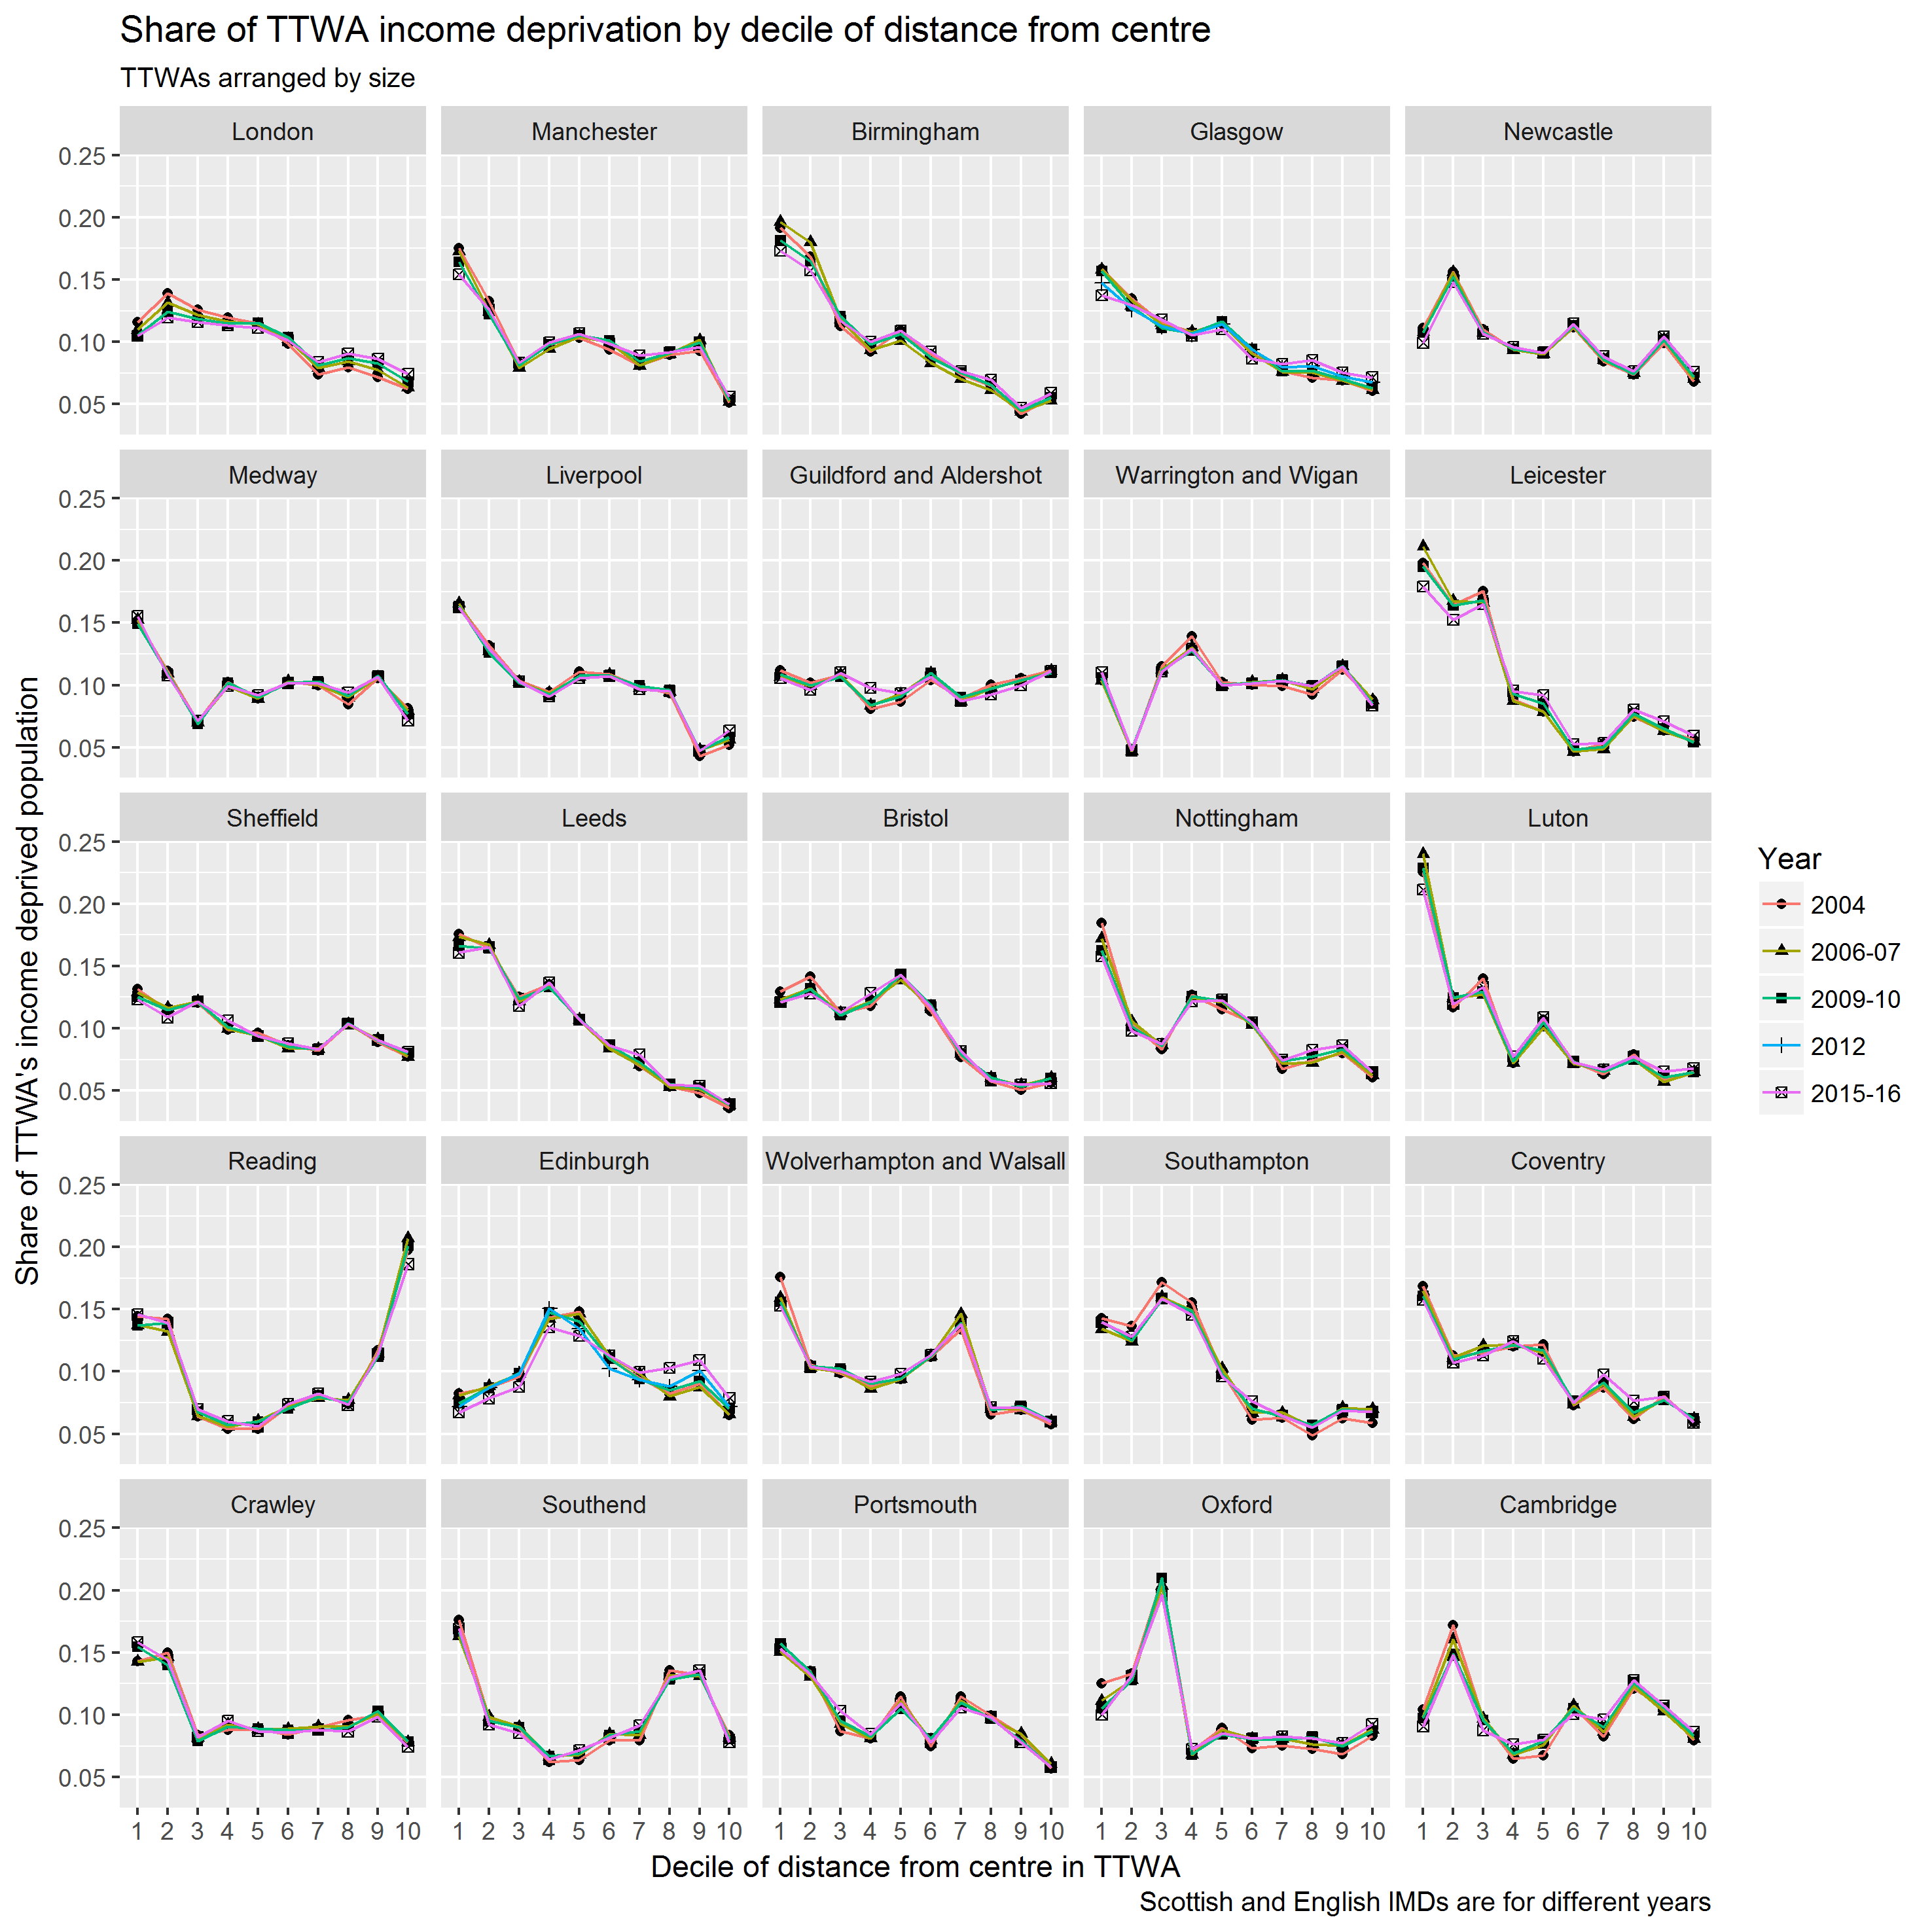 Share of TTWA income deprivation by decile of distance from centre
TTWAs arranged by size
London Manchester Birmingham Glasgow Newcastle
0.25
0.20
0.15
0.10
0.05
Medway Liverpool Guildford and Aldershot Warrington and Wigan Leicester
0.25
0.20
0.15
0.10
0.05
Sheffield Leeds Bristol Nottingham Luton
0.25
0.20
0.15
0.10
0.05
Reading Edinburgh Wolverhampton and Walsall Southampton Coventry
0.25
0.20
0.15
0.10
0.05
Crawley Southend Portsmouth Oxford Cambridge
0.25
0.20
0.15
0.10
0.05
1 2 3 4 5 6 7 8 9 10 1 2 3 4 5 6 7 8 9 10 1 2 3 4 5 6 7 8 9 10 1 2 3 4 5 6 7 8 9 10 1 2 3 4 5 6 7 8 9 10
Share of TTWA's income deprived population
Decile of distance from centre in TTWA
Scottish and English IMDs are for different years
Year
2004
2006-07
2009-10
2012
2015-16